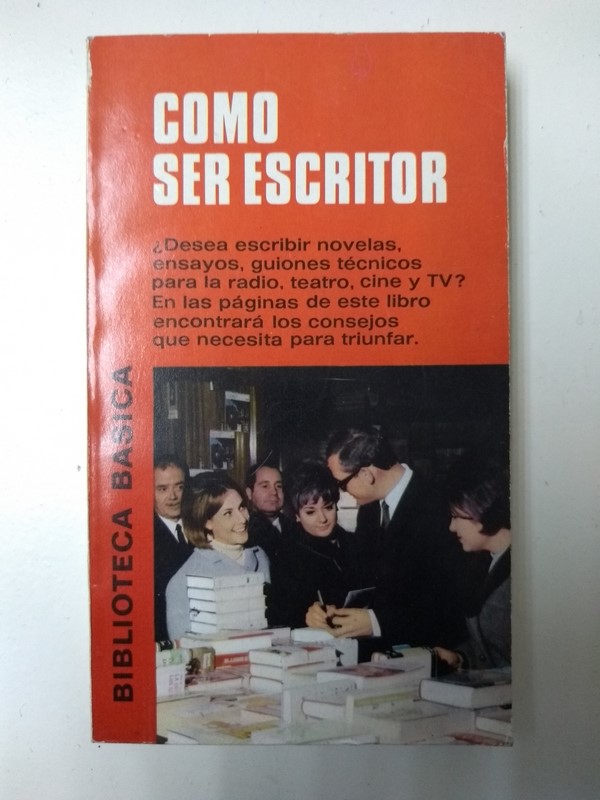 COMO
SER ESCRITOR
¿Desea escribir novelas,
ensayos, guiones técnicos
para la radio, teatro, cine y TV?
En las páginas de este libro
encontrará los consejos
que necesita para triunfar.
BIBLIOTECA BASICA